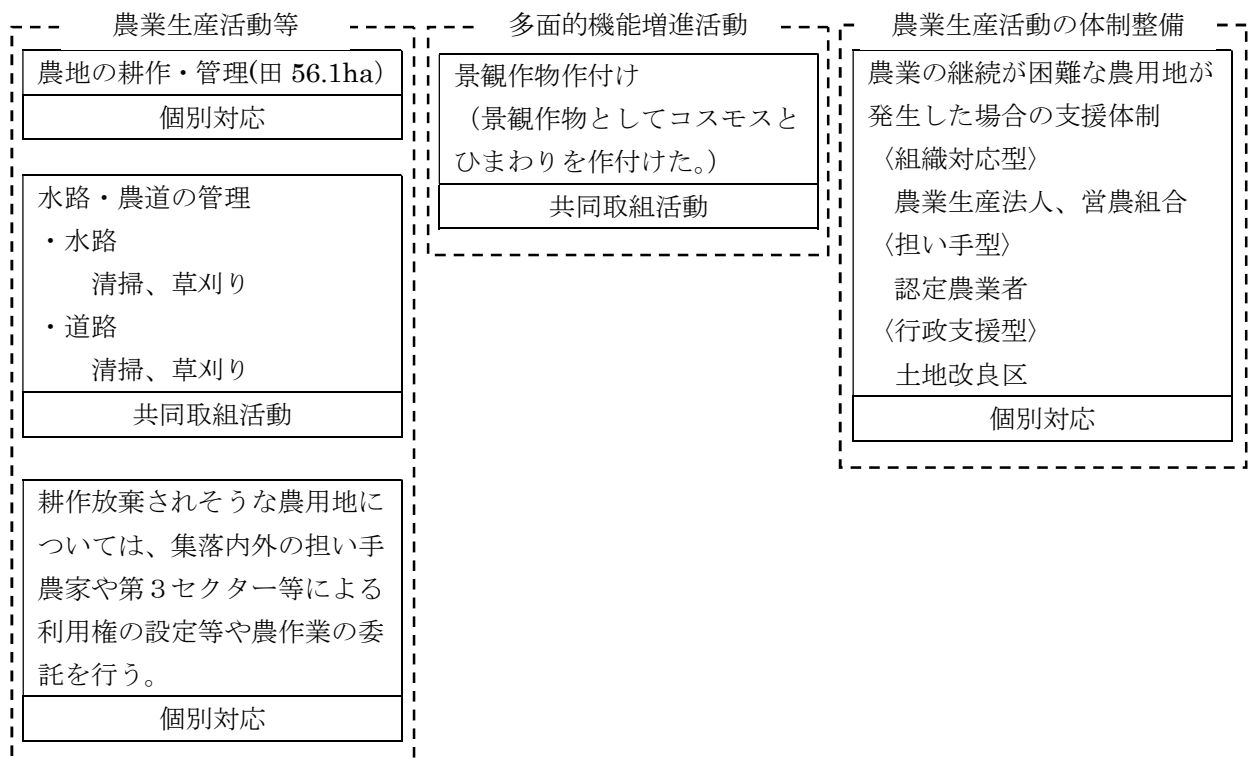 農業生産活動等
農地の耕作・管理(田 56.1ha)
個別対応
水路・農道の管理
・水路
清掃、草刈り
・道路
清掃、草刈り
共同取組活動
耕作放棄されそうな農用地に
ついては、集落内外の担い手
農家や第３セクター等による
利用権の設定等や農作業の委
託を行う。
個別対応
多面的機能増進活動
景観作物作付け
（景観作物としてコスモスと
ひまわりを作付けた。）
共同取組活動
農業生産活動の体制整備
農業の継続が困難な農用地が
発生した場合の支援体制
〈組織対応型〉
農業生産法人、営農組合
〈担い手型〉
認定農業者
〈行政支援型〉
土地改良区
個別対応